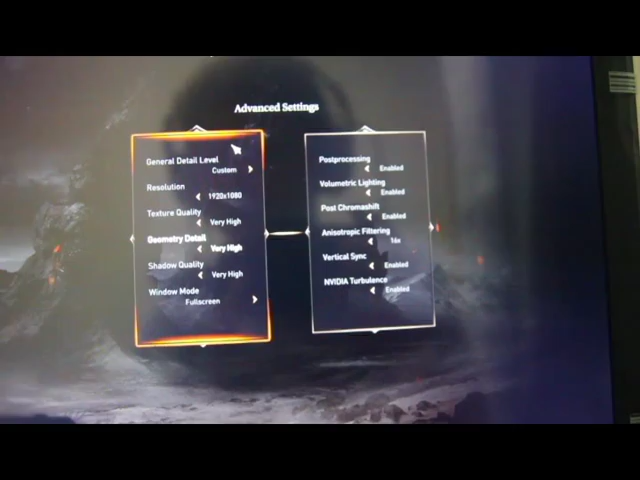 Advanced Settings
General Detail Level
Custom
Resolution
1920x1080
Texture Quality
Very High
Geometry Detail
Very High
Shadow Quality
Very High
Window Mode
Fullscreen
Postprocessing
Enabled
Volumetric Lighting
Enabled
Post Chromashift
Enabled
Anisotropic Filtering
16x
Vertical Sync
Enabled
NVIDIA Turbulence
Enabled